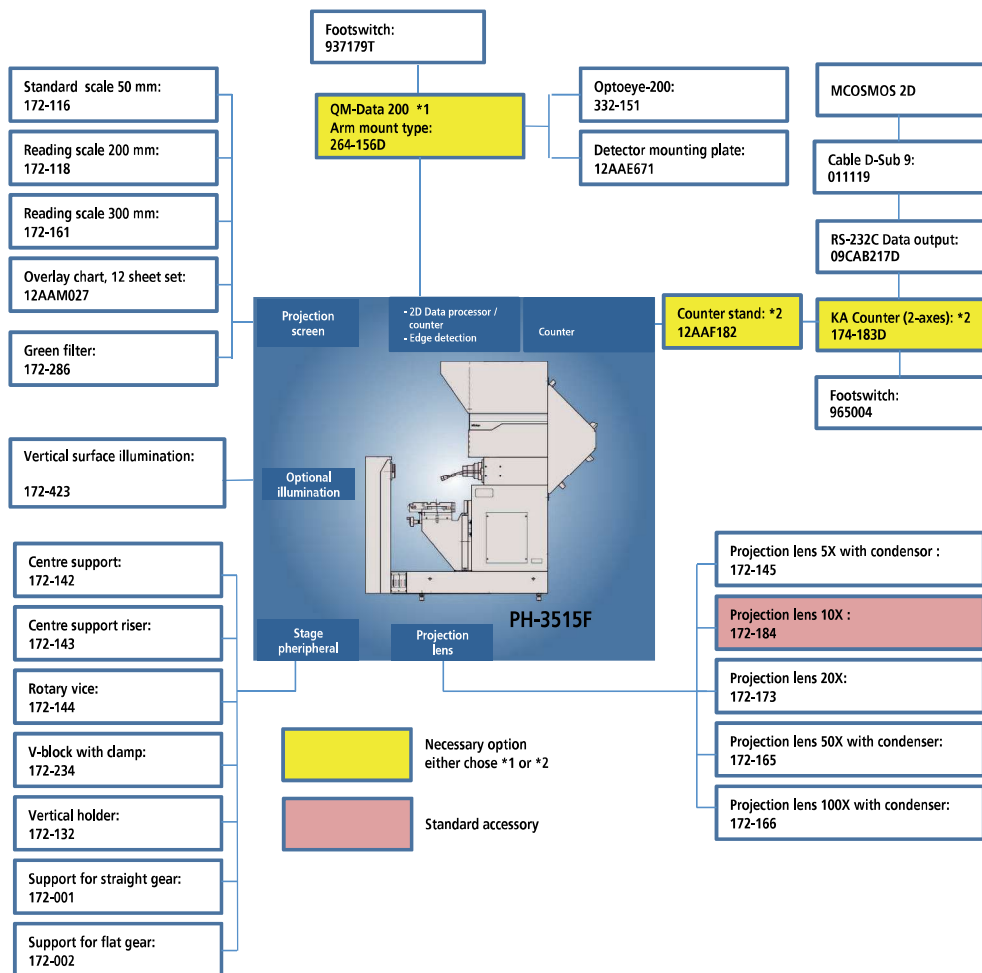 Footswitch:
937179T
Standard scale 50 mm:
172-116
Reading scale 200 mm:
172-118
Reading scale 300 mm:
172-161
Overlay chart, 12 sheet set:
12AAM027
Green filter:
172-286
QM-Data 200 *1
Arm mount type:
264-156D
Optoeye-200:
332-151
Detector mounting plate:
12AAE671
MCOSMOS 2D
Cable D-Sub 9:
011119
RS-232C Data output:
09CAB217D
KA Counter (2-axes): *2
174-183D
Footswitch:
965004
Counter stand: *2
12AAF182
Projection
screen
- 2D Data processor /
counter
- Edge detection
Counter
Vertical surface illumination:
172-423
Optional
illumination
PH-3515F
Stage
pheripheral
Projection
lens
Centre support:
172-142
Centre support riser:
172-143
Rotary vice:
172-144
V-block with clamp:
172-234
Vertical holder:
172-132
Support for straight gear:
172-001
Support for flat gear:
172-002
Necessary option
either chose *1 or *2
Standard accessory
Projection lens 5X with condensor :
172-145
Projection lens 10X :
172-184
Projection lens 20X:
172-173
Projection lens 50X with condenser:
172-165
Projection lens 100X with condenser:
172-166